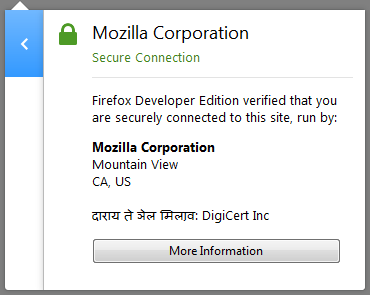 Mozilla Corporation
Secure Connection
Firefox Developer Edition verified that you
are securely connected to this site, run by:
Mozilla Corporation
Mountain View
CA, US
दाराय ते ञेल मिलाव: DigiCert Inc
More Information